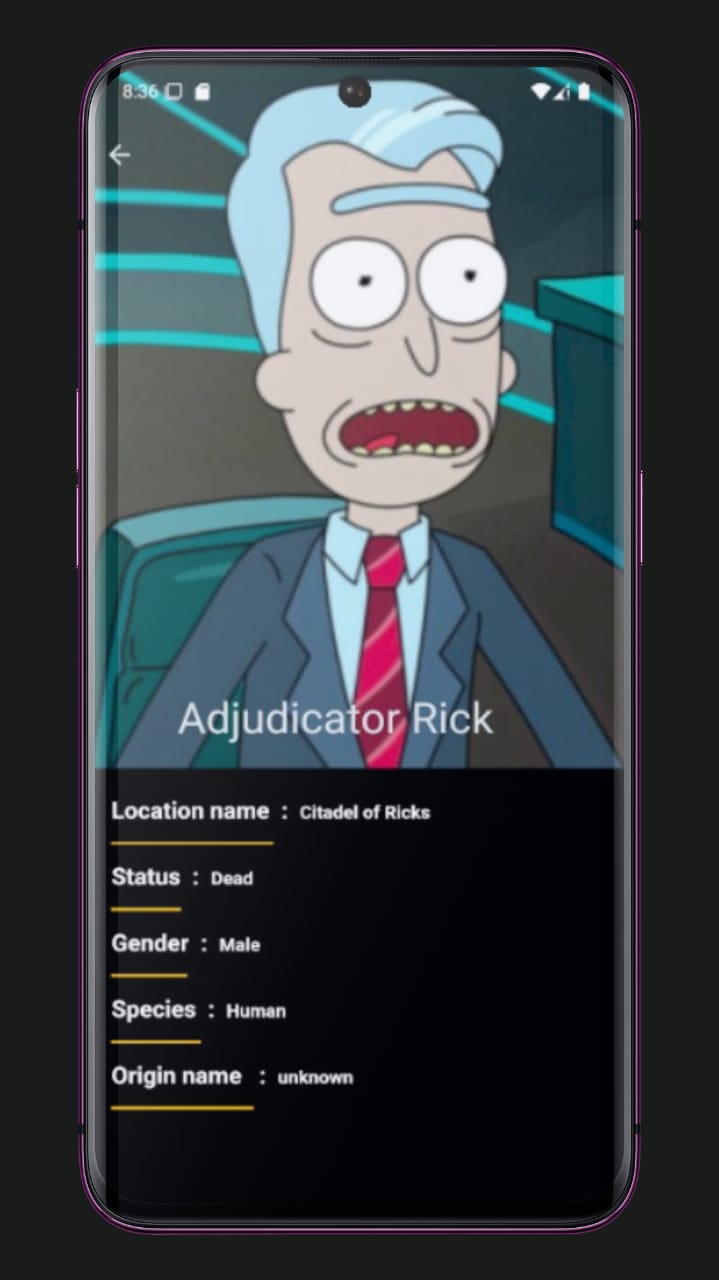 8:36
Adjudicator Rick
Location name : Citadel of Ricks
Status : Dead
Gender : Male
Species : Human
Origin name : unknown